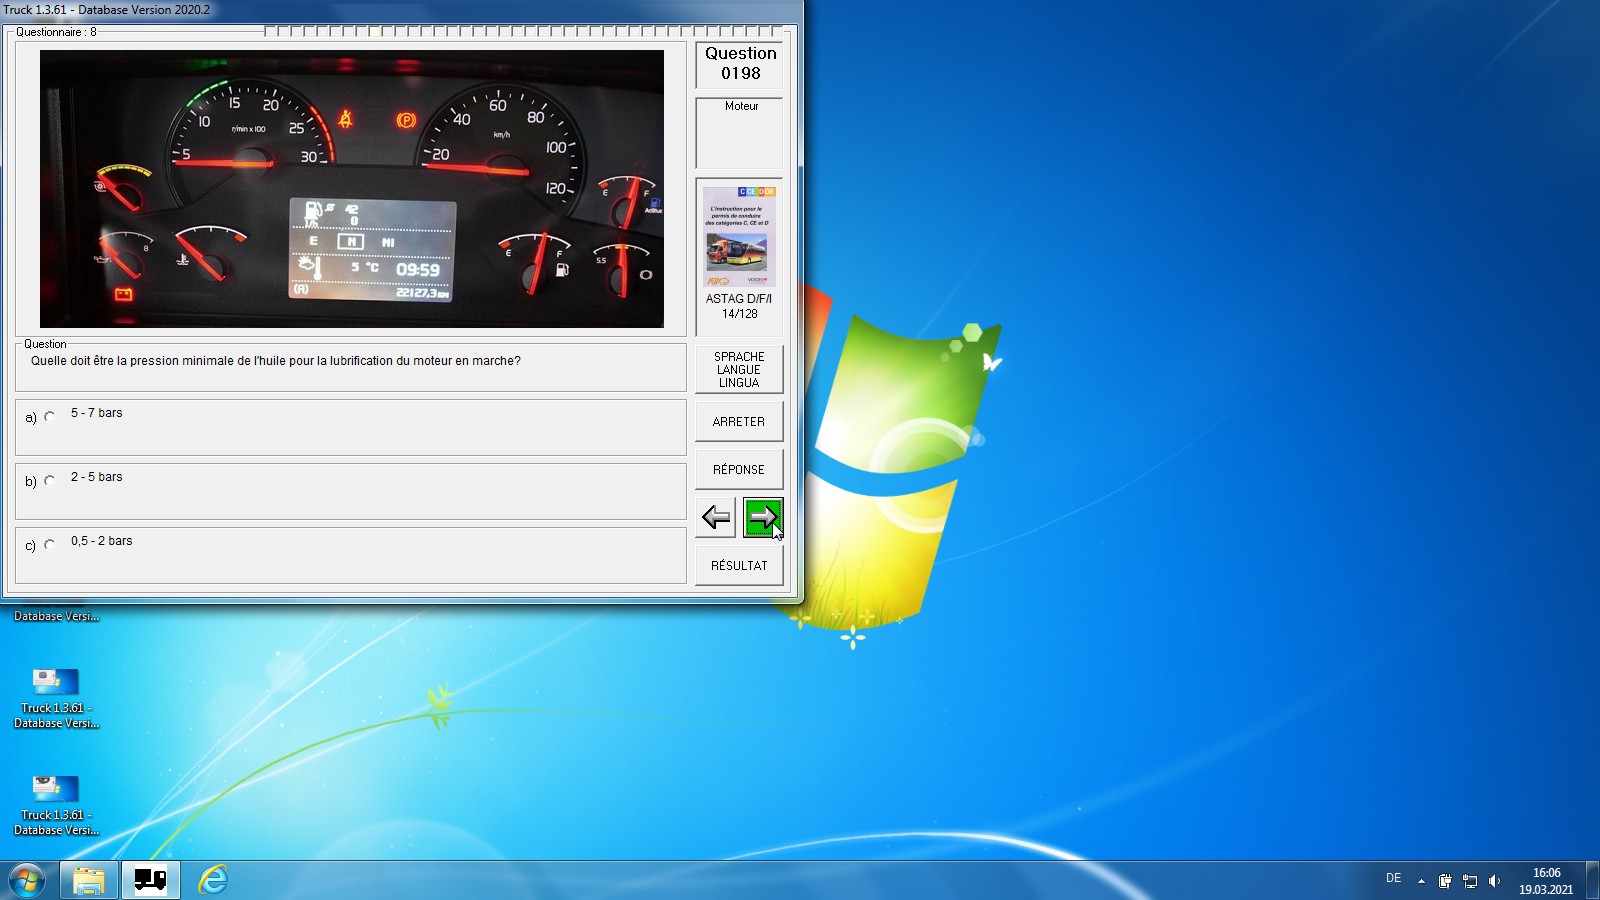 Truck 1.3.61 - Database Version 2020.2
Questionnaire : 8
5
10
15
20
25
30
r/min x 100
20
40
60
80
100
120
km/h
E
F
AdBlue
8
E
F
5.5
42
0
E N NI
5 °C 09:59
(A) 22127,3 KM
Question
0198
Moteur
C CE D DE
L'instruction pour le
permis de conduire
des catégories C, CE et D
ASTAG D/F/I
14/128
Question
Quelle doit être la pression minimale de l'huile pour la lubrification du moteur en marche?
a) 5 - 7 bars
b) 2 - 5 bars
c) 0,5 - 2 bars
SPRACHE
LANGUE
LINGUA
ARRETER
RÉPONSE
RÉSULTAT
Database Versi...
Truck 1.3.61 -
Database Versi...
Truck 1.3.61 -
Database Versi...
DE
16:06
19.03.2021